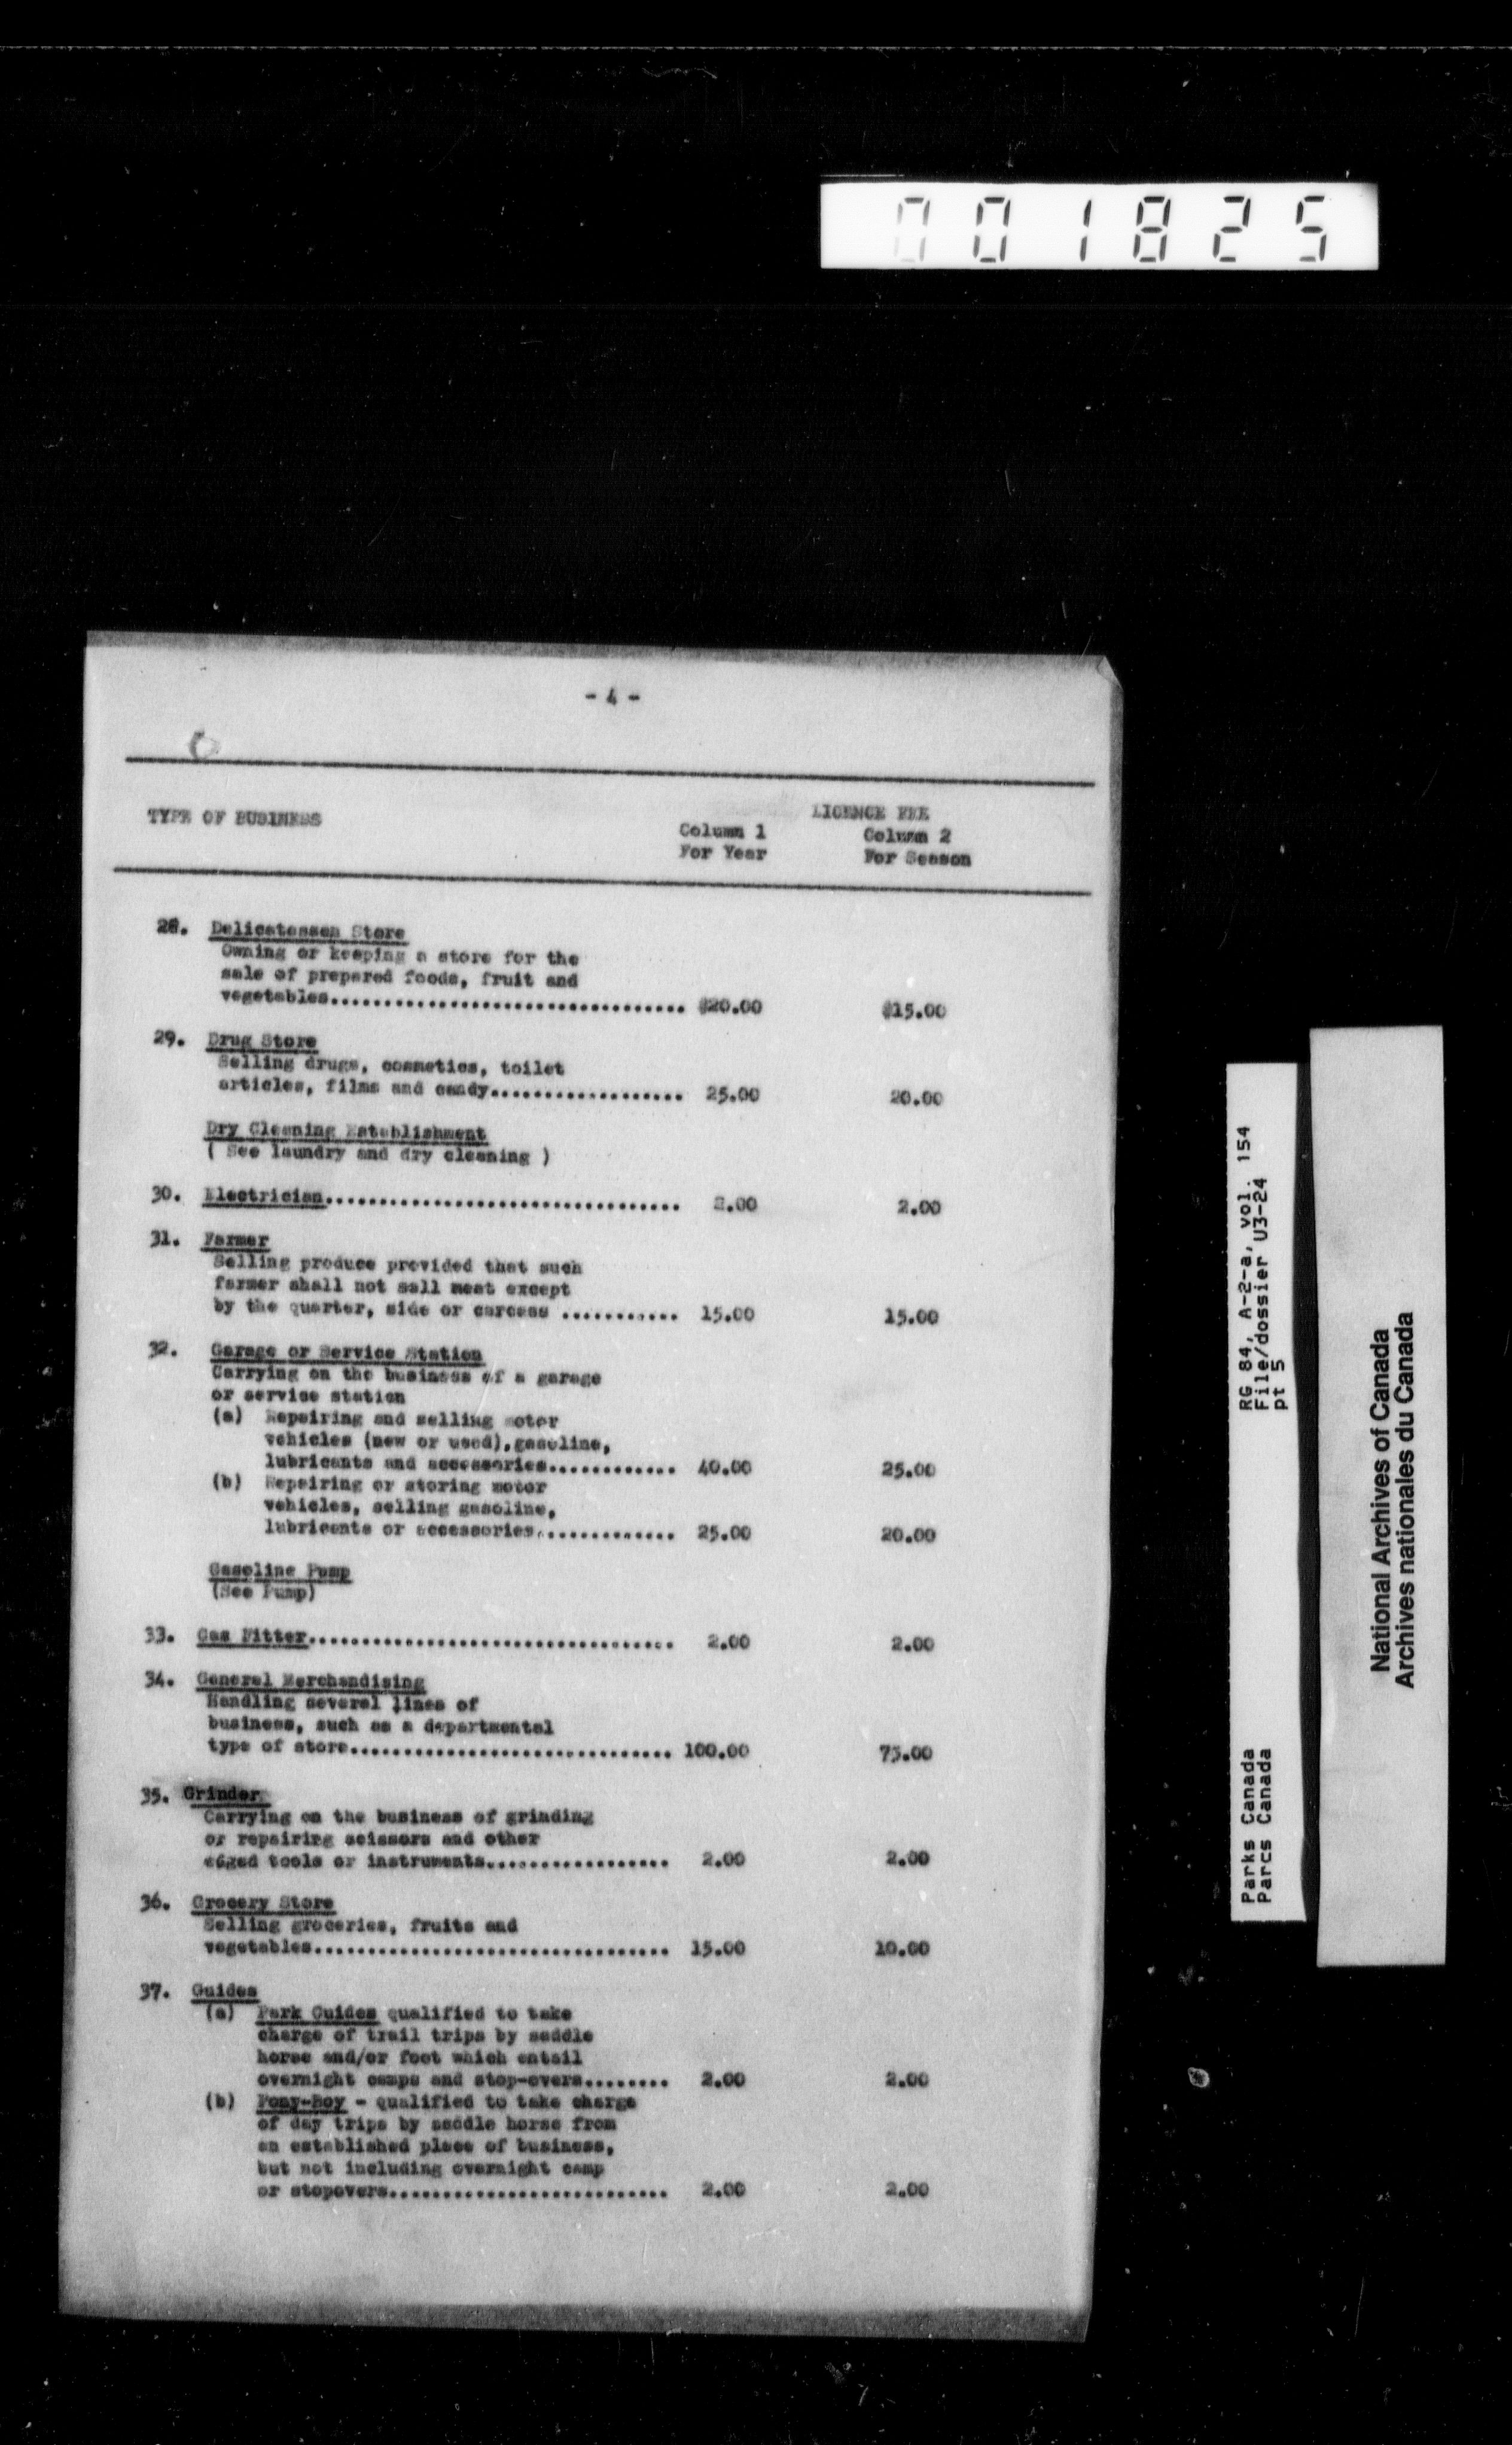 001825
- 4 -
TYPE OF BUSINESS
LICENCE FEE
Column 1 Column 2
For Year For Season
28. Delicatessen Store
Owning or keeping a store for the
sale of prepared foods, fruit and
vegetables................................. $20.00 $15.00
29. Drug Store
Selling drugs, cosmetics, toilet
articles, films and candy.................. 25.00 20.00
Dry Cleaning Establishment
( See laundry and dry cleaning )
30. Electrician................................. 2.00 2.00
31. Farmer
Selling produce provided that such
farmer shall not sell meat except
by the quarter, side or carcass ........... 15.00 15.00
32. Garage or Service Station
Carrying on the business of a garage
or service station
(a) Repairing and selling motor
vehicles (new or used), gasoline,
lubricants and accessories............ 40.00 25.00
(b) Repairing or storing motor
vehicles, selling gasoline,
lubricants or accessories............. 25.00 20.00
Gasoline Pump
(See Pump)
33. Gas Fitter.................................. 2.00 2.00
34. General Merchandising
Handling several lines of
business, such as a departmental
type of store.............................. 100.00 75.00
35. Grinder
Carrying on the business of grinding
or repairing scissors and other
edged tools or instruments................. 2.00 2.00
36. Grocery Store
Selling groceries, fruits and
vegetables................................. 15.00 10.00
37. Guides
(a) Park Guides qualified to take
charge of trail trips by saddle
horse and/or foot which entail
overnight camps and stop-overs........ 2.00 2.00
(b) Pony-Boy - qualified to take charge
of day trips by saddle horse from
an established place of business,
but not including overnight camp
or stopovers.......................... 2.00 2.00
RG 84, A-2-a, vol. 154
File/dossier U3-24
pt 5
Parks Canada
Parcs Canada
National Archives of Canada
Archives nationales du Canada